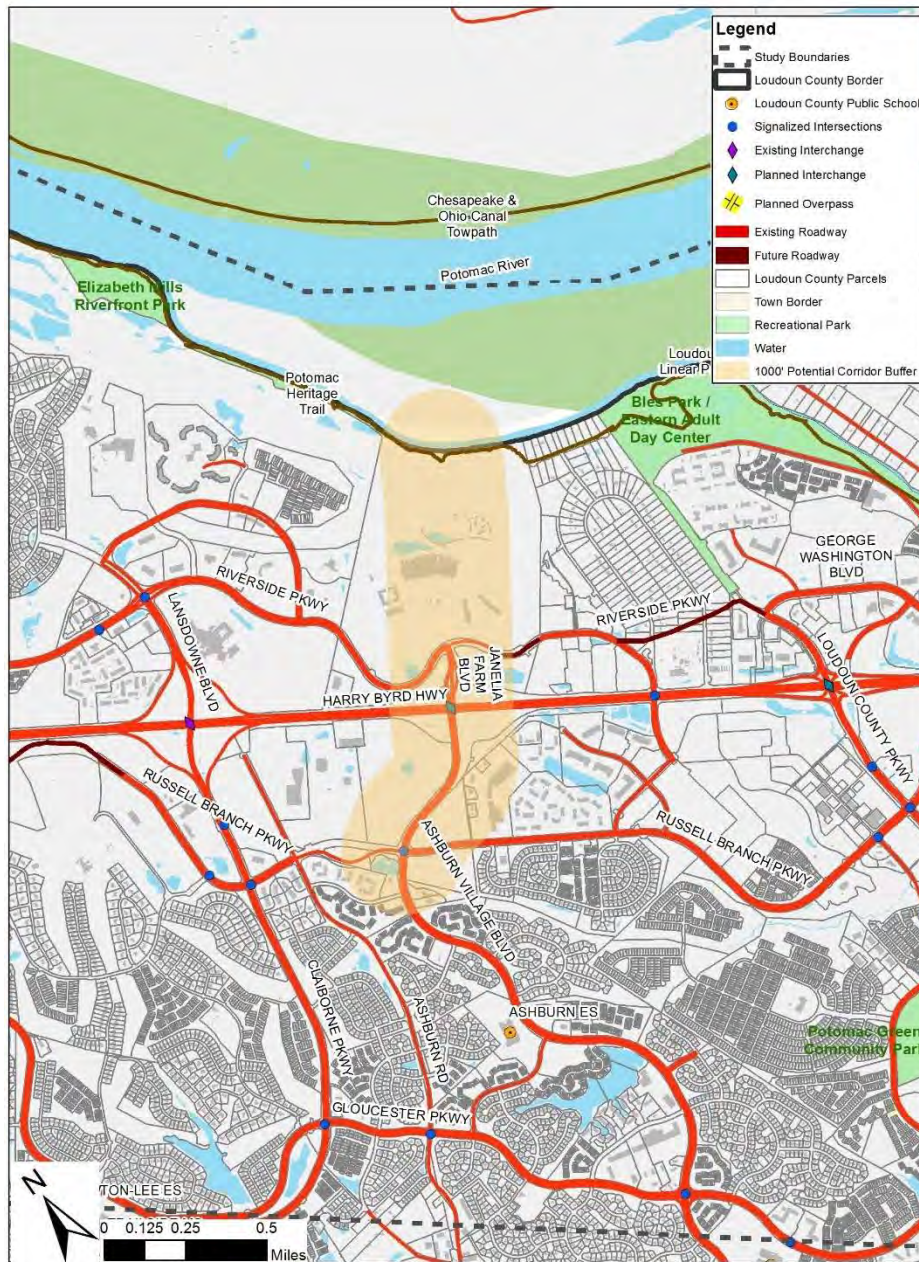 Legend
Study Boundaries
Loudoun County Border
Loudoun County Public School
Signalized Intersections
Existing Interchange
Planned Interchange
Planned Overpass
Existing Roadway
Future Roadway
Loudoun County Parcels
Town Border
Recreational Park
Water
1000' Potential Corridor Buffer
Chesapeake &
Ohio Canal
Towpath
Potomac River
Elizabeth Mills
Riverfront Park
Potomac
Heritage
Trail
Linear
Bles Park /
Eastern Adult
Day Center
GEORGE
WASHINGTON
BLVD
RIVERSIDE PKWY
RIVERSIDE PKWY
LANSDOWNE BLVD
JANELIA
FARM
BLVD
LOUDOUN COUNTY PKWY
HARRY BYRD HWY
RUSSELL BRANCH PKWY
RUSSELL BRANCH PKWY
ASHBURN VILLAGE BLVD
CLAIBORNE PKWY
ASHBURN RD
ASHBURN ES
Potomac Green
Community Park
GLOUCESTER PKWY
TON-LEE ES
N
0 0.125 0.25 0.5
Miles